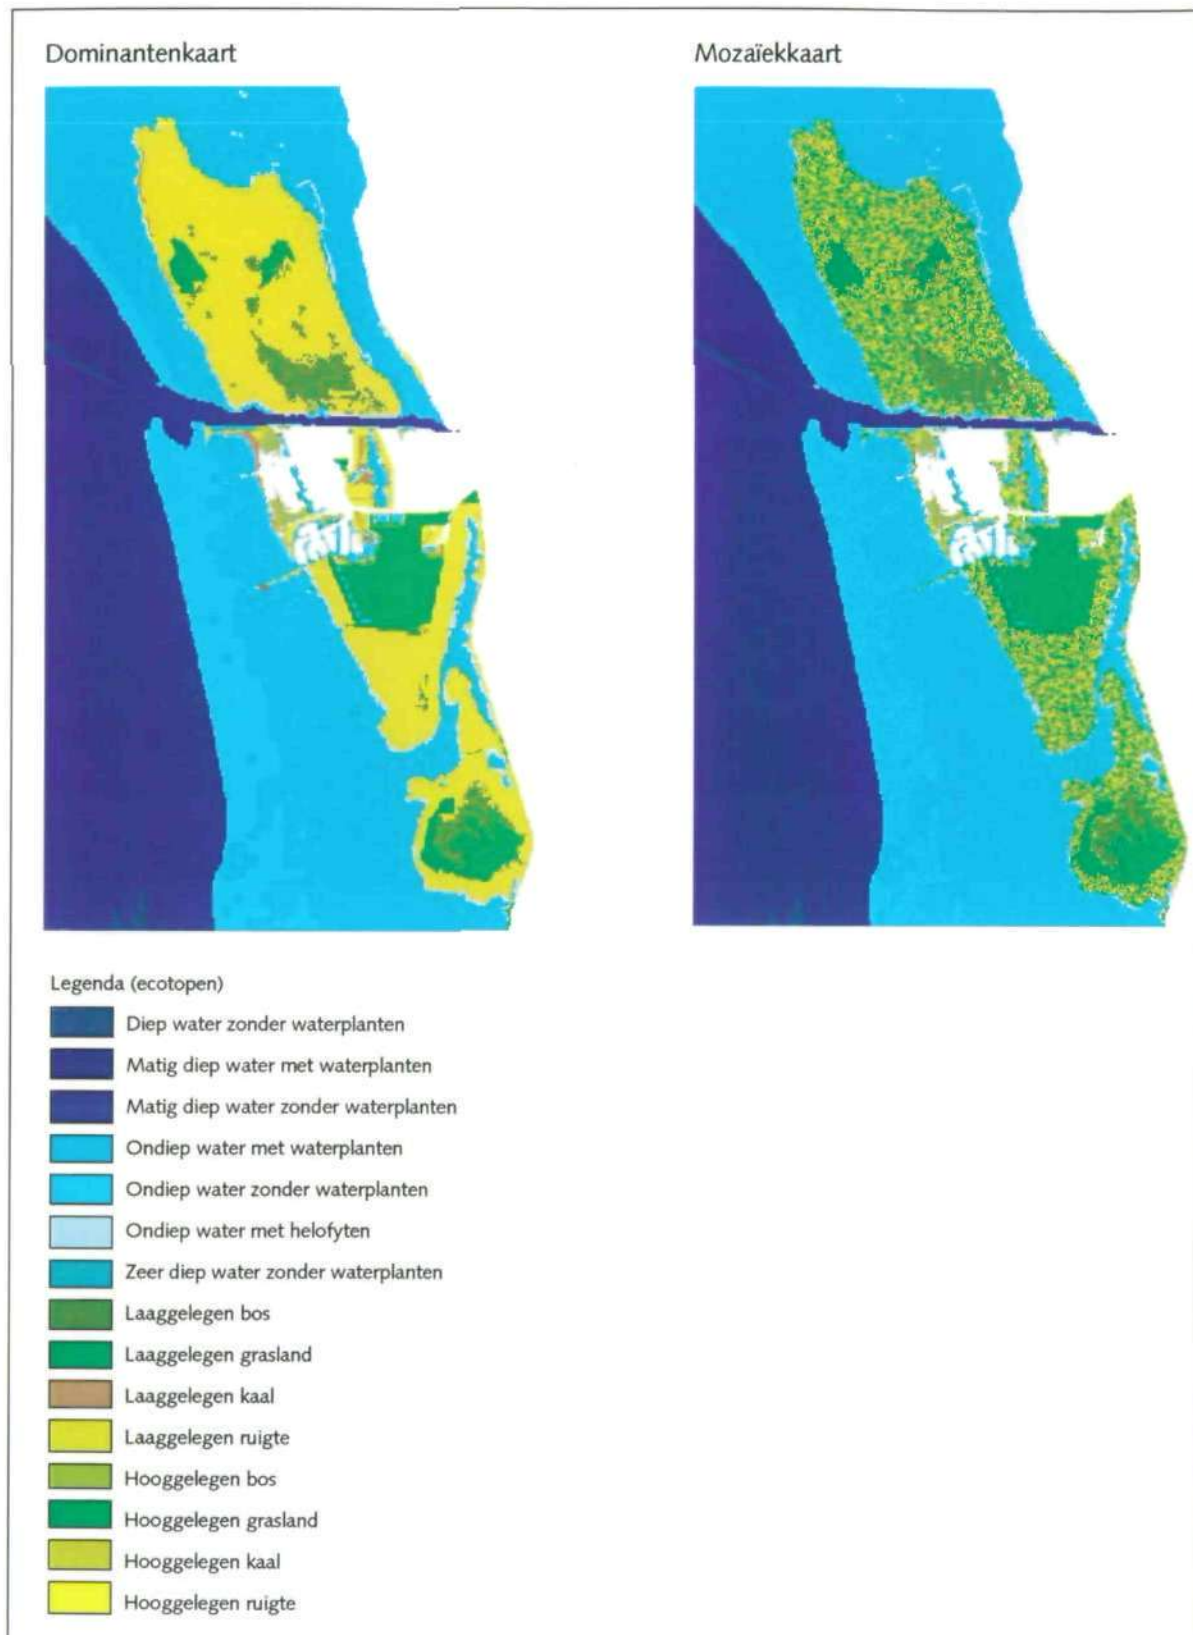 Dominantenkaart
Mozaïekkaart
Legenda (ecotopen)
Diep water zonder waterplanten
Matig diep water met waterplanten
Matig diep water zonder waterplanten
Ondiep water met waterplanten
Ondiep water zonder waterplanten
Ondiep water met helofyten
Zeer diep water zonder waterplanten
Laaggelegen bos
Laaggelegen grasland
Laaggelegen kaal
Laaggelegen ruigte
Hooggelegen bos
Hooggelegen grasland
Hooggelegen kaal
Hooggelegen ruigte